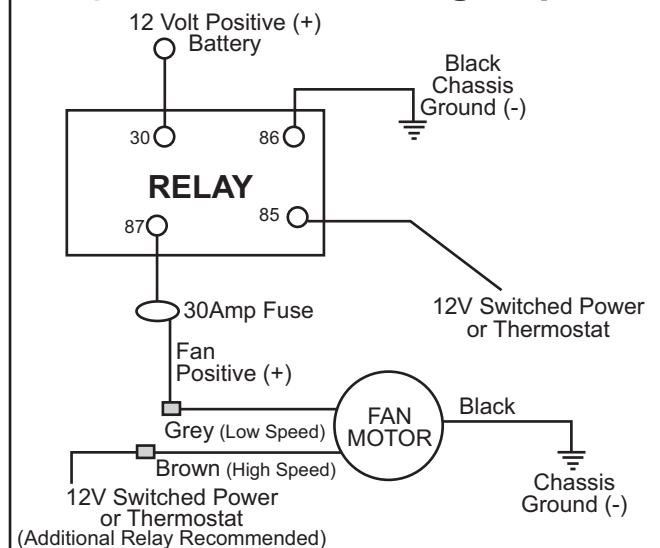 12 Volt Positive (+)
Battery
Black
Chassis
Ground (-)
30
86
RELAY
87
85
30Amp Fuse
12V Switched Power
or Thermostat
Fan
Positive (+)
Grey (Low Speed)
FAN
MOTOR
Black
Brown (High Speed)
12V Switched Power
or Thermostat
(Additional Relay Recommended)
Chassis
Ground (-)